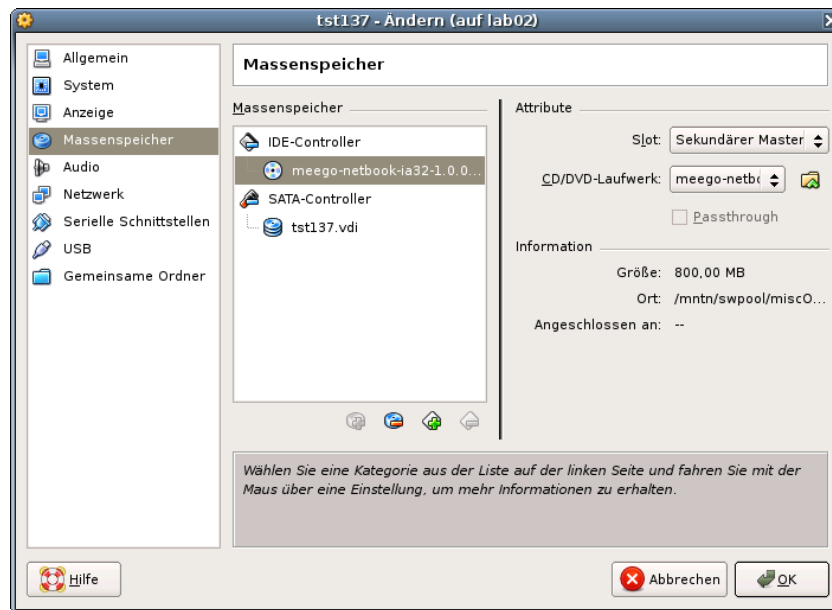 tst137 - Ändern (auf lab02)
Allgemein
System
Anzeige
Massenspeicher
Audio
Netzwerk
Serielle Schnittstellen
USB
Gemeinsame Ordner
Massenspeicher
Massenspeicher
IDE-Controller
meego-netbook-ia32-1.0.0...
SATA-Controller
tst137.vdi
Attribute
Slot: Sekundärer Master
CD/DVD-Laufwerk: meego-netbo
Passthrough
Information
Größe: 800,00 MB
Ort: /mntn/swpool/miscO...
Angeschlossen an: --
Wählen Sie eine Kategorie aus der Liste auf der linken Seite und fahren Sie mit der
Maus über eine Einstellung, um mehr Informationen zu erhalten.
Hilfe
Abbrechen
OK